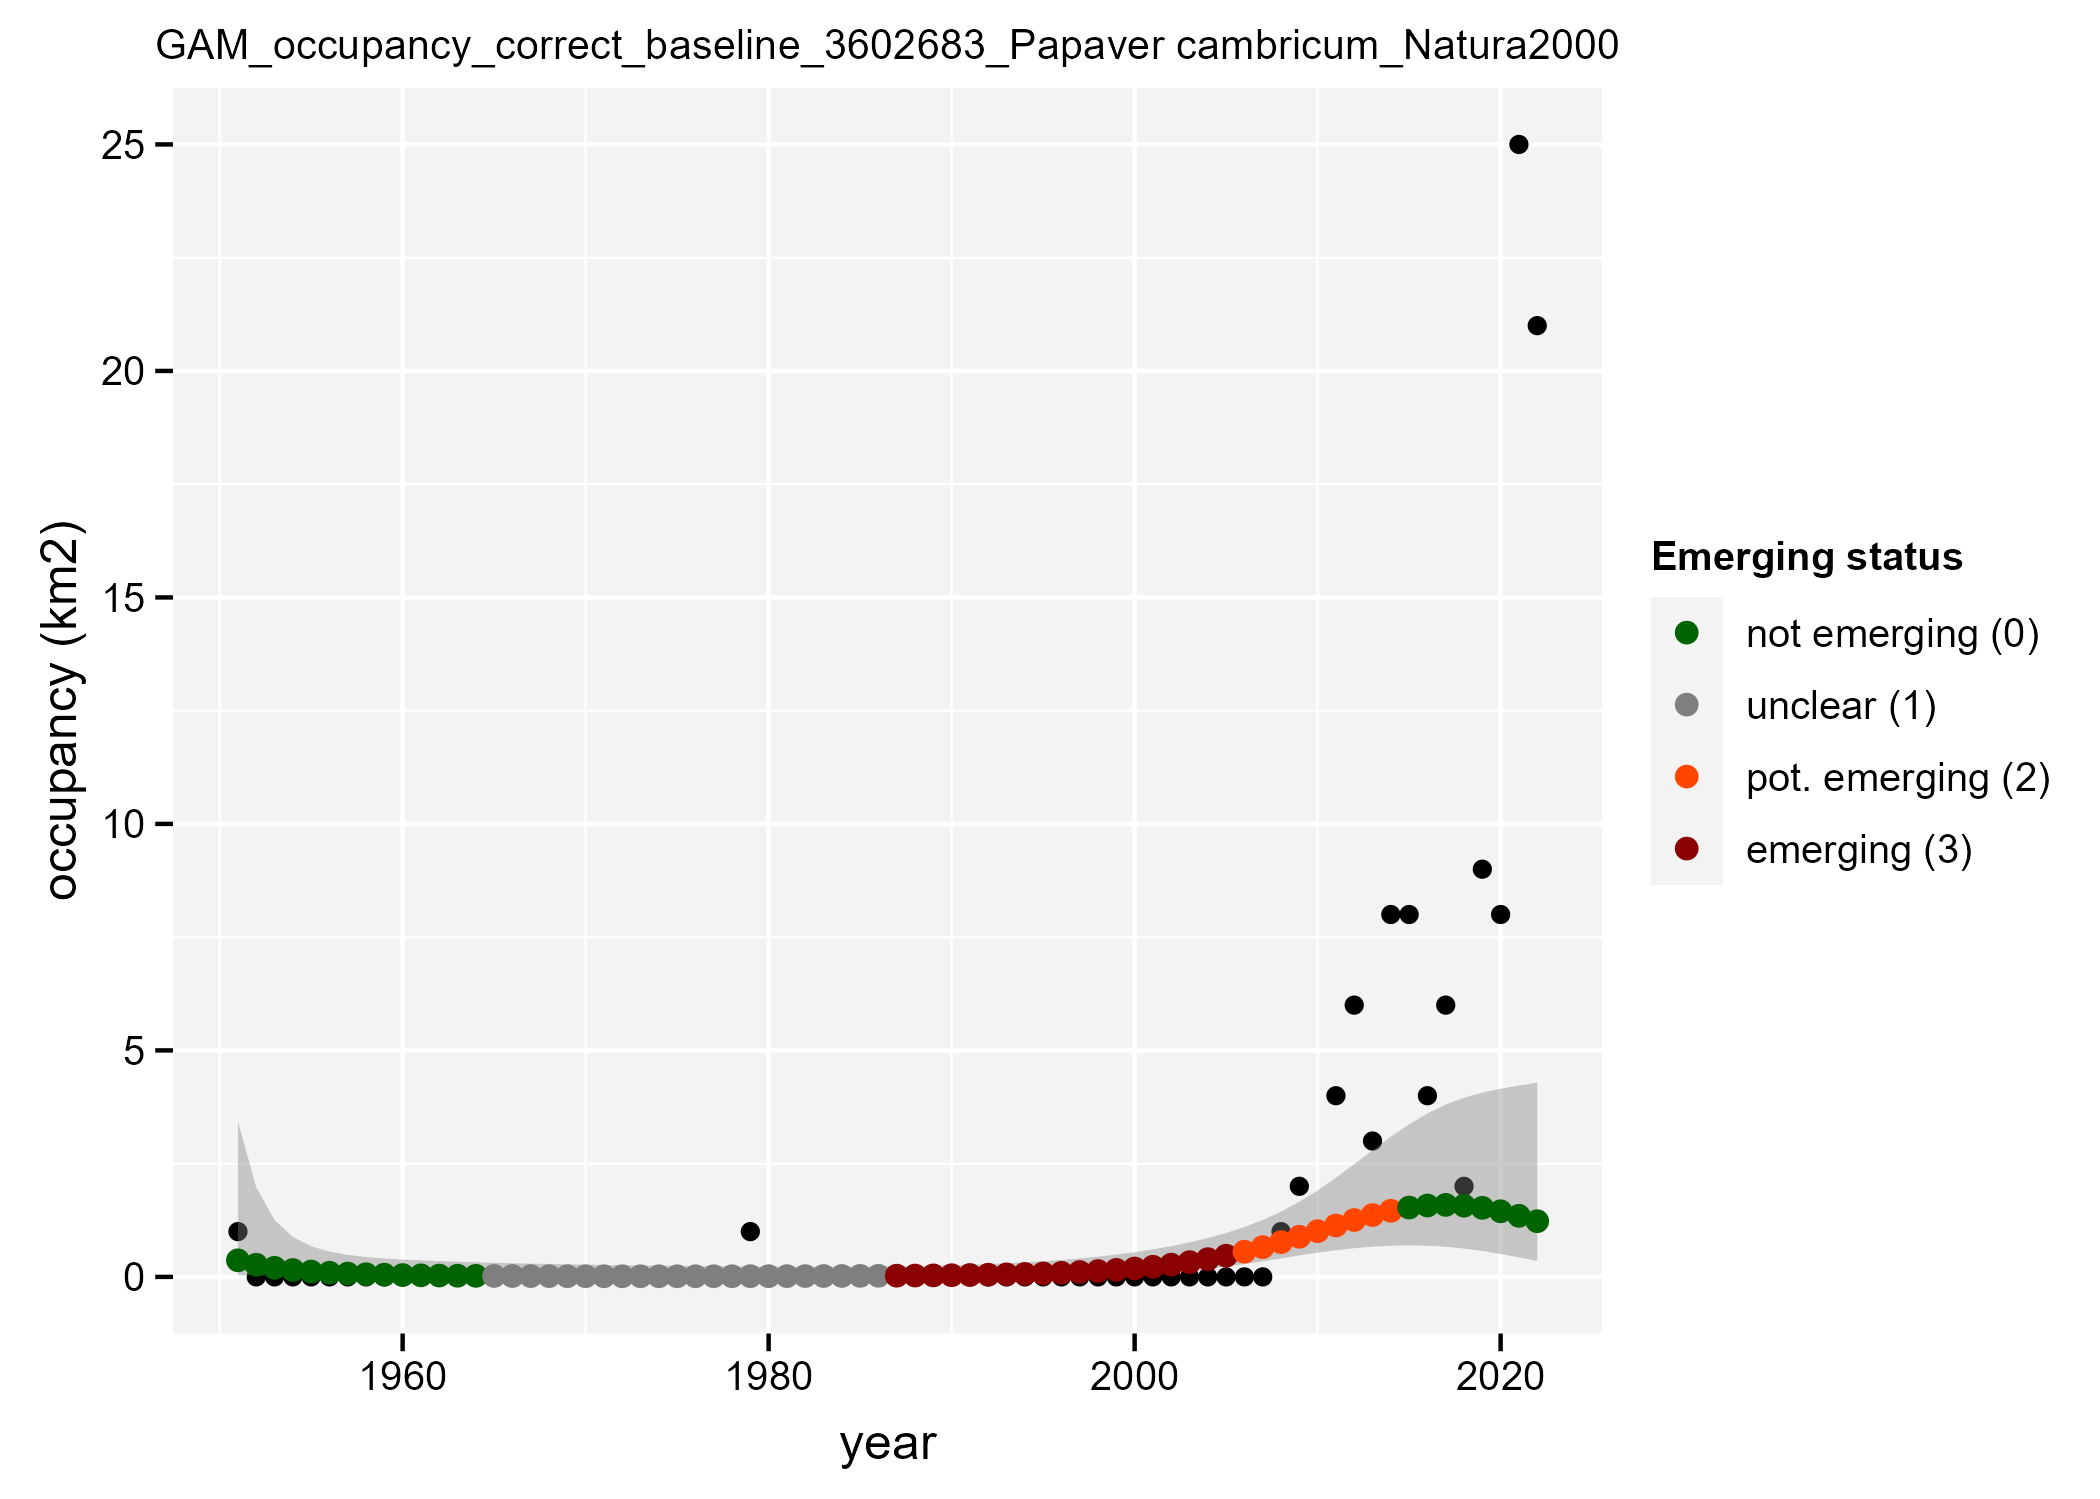 GAM_occupancy_correct_baseline_3602683_Papaver cambricum_Natura2000
25
20
15
10
5
0
occupancy (km2)
1960
1980
2000
2020
year
Emerging status
not emerging (0)
unclear (1)
pot. emerging (2)
emerging (3)